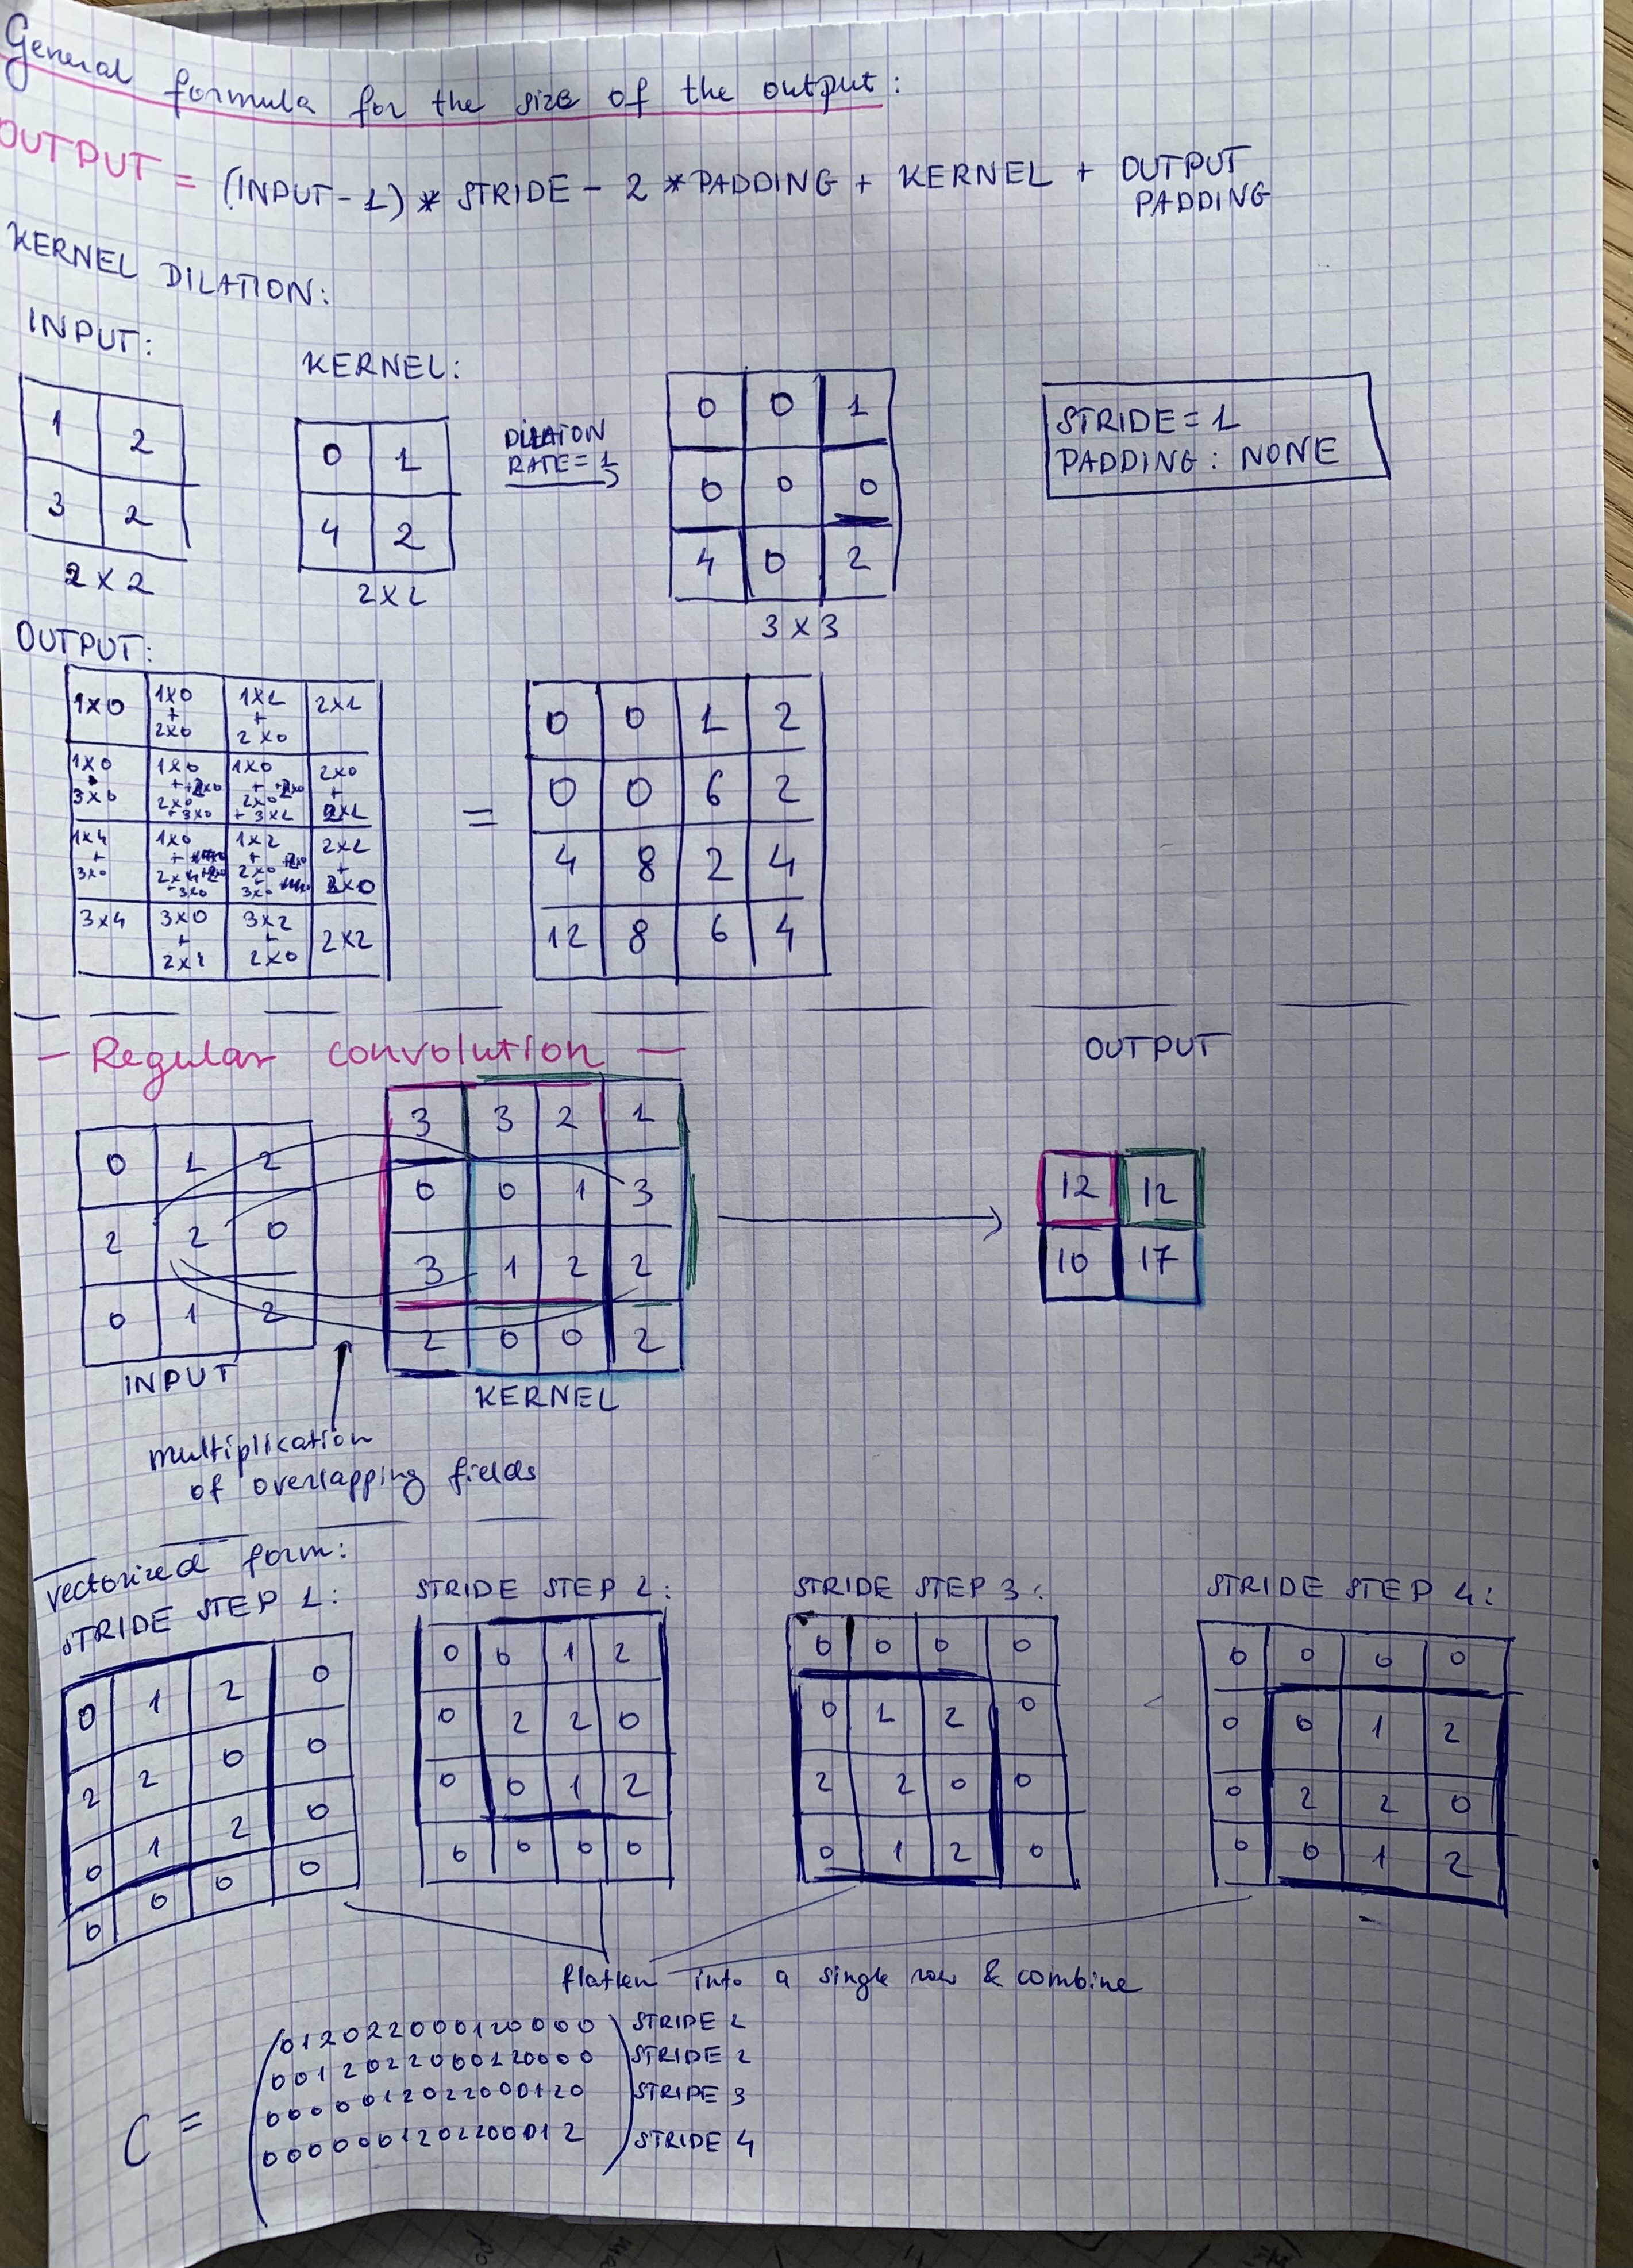 General formula for the size of the output:
OUTPUT = (INPUT - 1) * STRIDE - 2 * PADDING + KERNEL + OUTPUT PADDING
KERNEL DILATION:
INPUT:
KERNEL:
1 2
3 2
2 x 2
0 1
4 2
2 x 2
DILATON
RATE = 1
0 0 1
0 0 0
4 0 2
3 x 3
STRIDE = 1
PADDING : NONE
OUTPUT:
1x0 1x0 + 2x0 1x1 + 2x0 2x1
1x0 3x0 1x0 + 2x0 + 2x0 + 3x0 1x0 + 2x0 + 2x0 + 3x1 2x0 + 2x1
1x4 + 3x0 1x0 + 2x4 + 3x0 1x2 + 2x0 + 3x0 2x2 + 2x0
3x4 3x0 + 2x4 3x2 + 2x0 2x2
=
0 0 1 2
0 0 6 2
4 8 2 4
12 8 6 4
- Regular convolution -
OUTPUT
0 1 2
2 2 0
0 1 2
INPUT
3 3 2 1
0 0 1 3
3 1 2 2
2 0 0 2
KERNEL
12 12
10 17
multiplication
of overlapping fields
vectorized form:
STRIDE STEP 1:
0 1 2 0
2 2 0 0
0 1 2 0
0 0 0 0
STRIDE STEP 2:
0 0 1 2
0 2 2 0
0 0 1 2
0 0 0 0
STRIDE STEP 3:
0 0 0 0
0 1 2 0
2 2 0 0
0 1 2 0
STRIDE STEP 4:
0 0 0 0
0 0 1 2
0 2 2 0
0 0 1 2
flatten into a single row & combine
C =
0 1 2 0 2 2 0 0 0 1 2 0 0 0 0 STRIDE 1
0 0 1 2 0 2 2 0 0 0 1 2 0 0 0 0 STRIDE 2
0 0 0 0 0 1 2 0 2 2 0 0 0 1 2 0 STRIDE 3
0 0 0 0 0 0 1 2 0 2 2 0 0 0 1 2 STRIDE 4